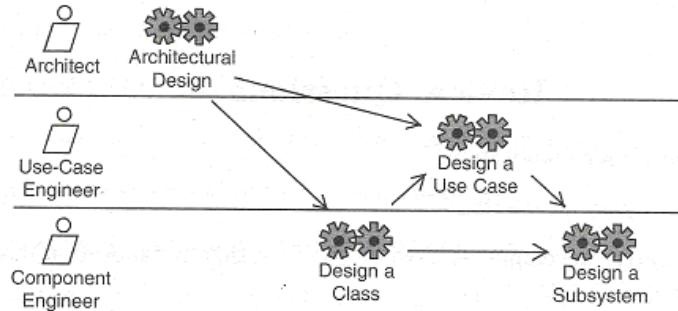 Architect
Architectural
Design
Use-Case
Engineer
Design a
Use Case
Component
Engineer
Design a
Class
Design a
Subsystem